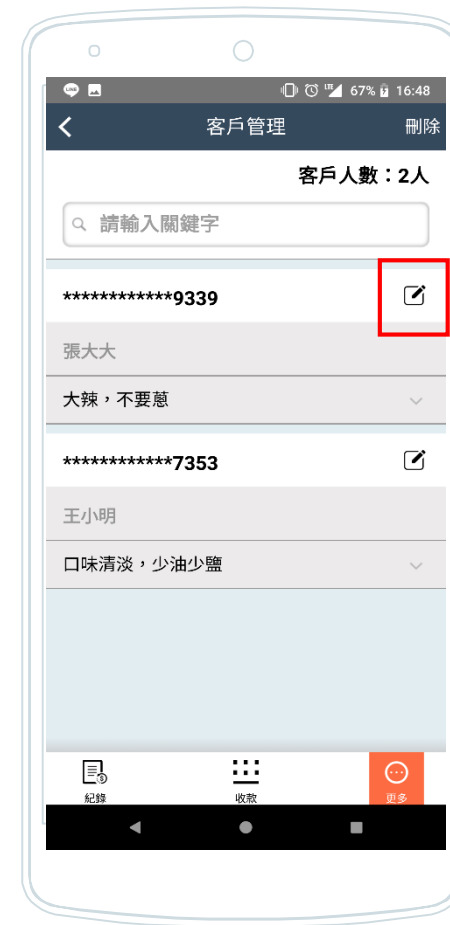 LINE LTE 67% 16:48
客戶管理 刪除
客戶人數：2人
請輸入關鍵字
************9339
張大大
大辣，不要蔥
************7353
王小明
口味清淡，少油少鹽
紀錄 收款 更多